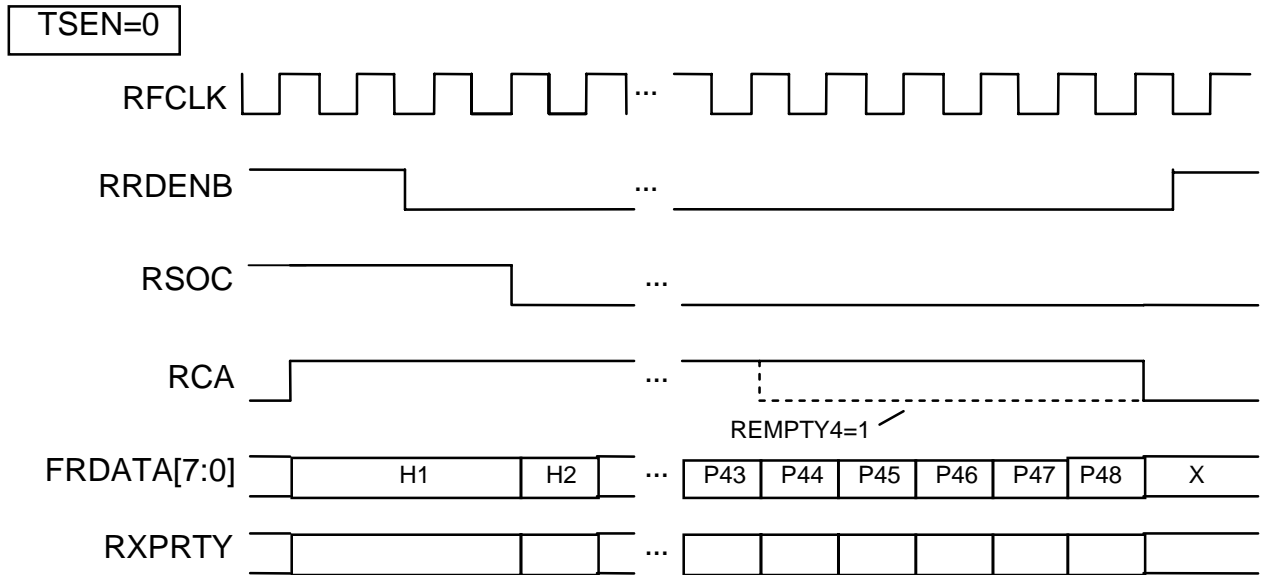 TSEN=0
RFCLK ...
RRDENB ...
RSOC ...
RCA ...
REMPTY4=1
FRDATA[7:0] H1 H2 ... P43 P44 P45 P46 P47 P48 X
RXPRTY ...